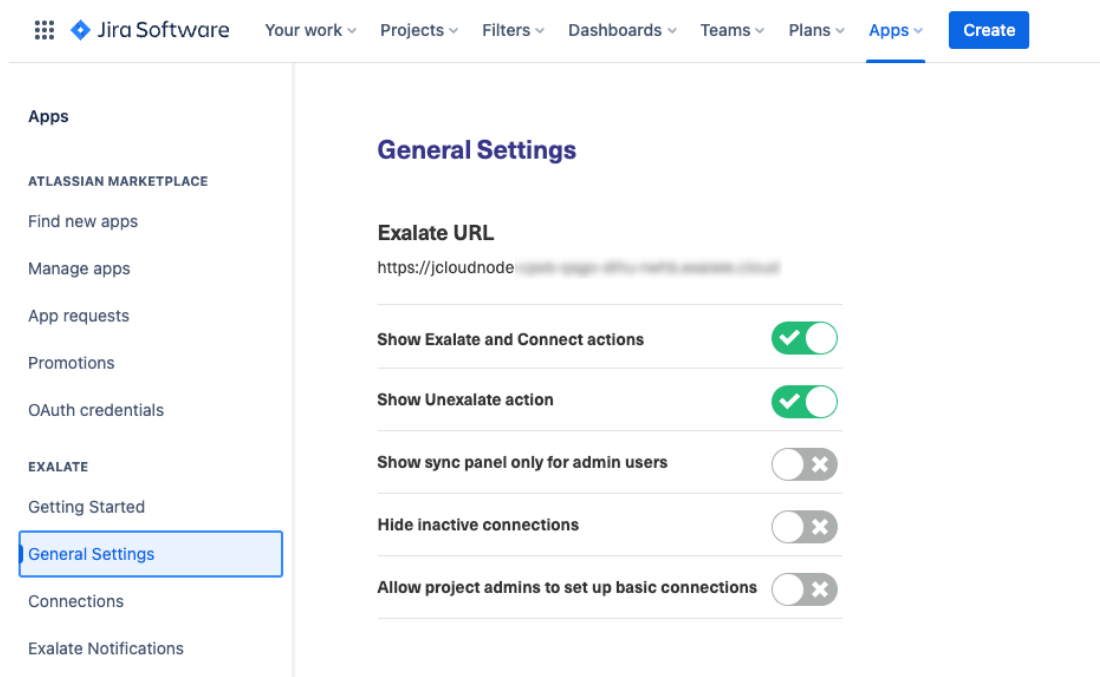 Jira Software Your work Projects Filters Dashboards Teams Plans Apps Create
Apps
ATLASSIAN MARKETPLACE
Find new apps
Manage apps
App requests
Promotions
OAuth credentials
EXALATE
Getting Started
General Settings
Connections
Exalate Notifications
General Settings
Exalate URL
https://jcloudnode
Show Exalate and Connect actions
Show Unexalate action
Show sync panel only for admin users
Hide inactive connections
Allow project admins to set up basic connections